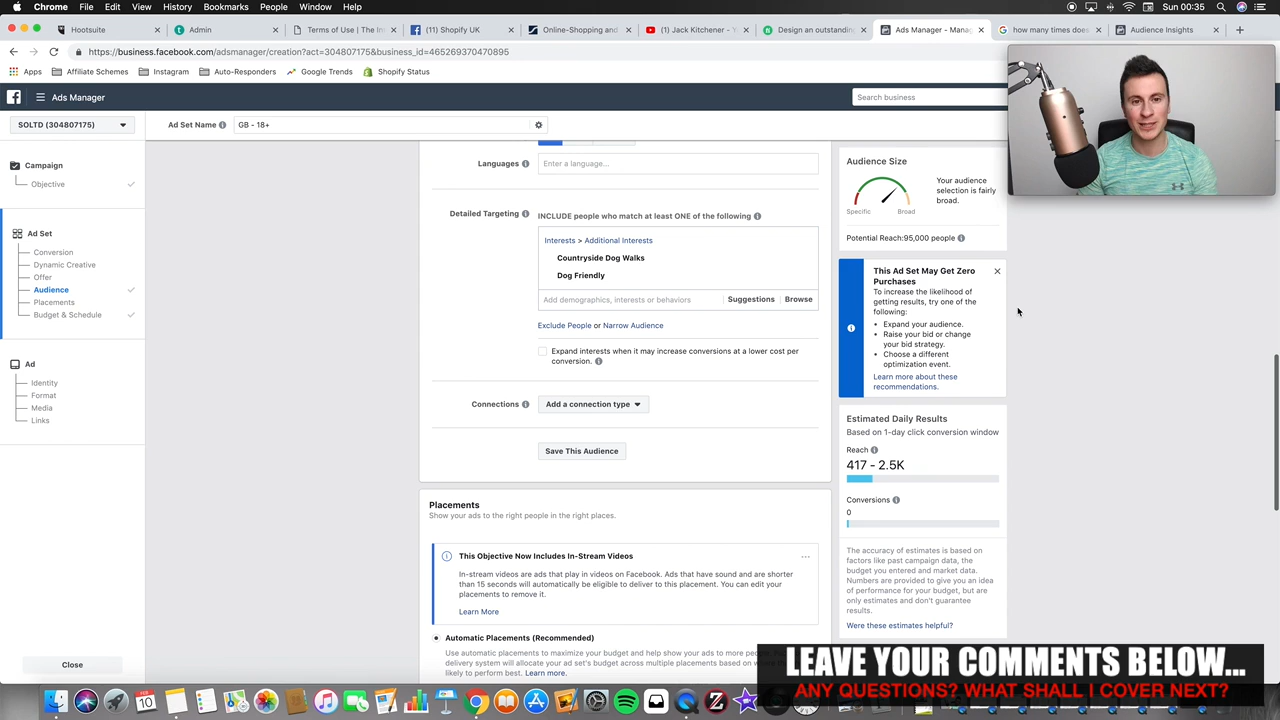 Chrome File Edit View History Bookmarks People Window Help
Sun 00:35
Hootsuite
Admin
Terms of Service | The Im
(11) Shopify UK
Online-Shopping and
(1) Jack Kitchener - Y
Design an outstandin
Ads Manager - Manag
how many times does
Audience Insights
https://business.facebook.com/adsmanager/creation?act=304807175&business_id=465269370470895
Apps Affiliate Schemes Instagram Auto-Responders Google Trends Shopify Status
Ads Manager
Search business
SOLTD (304807175)
Ad Set Name
GB - 18+
Campaign
Objective
Ad Set
Conversion
Dynamic Creative
Offer
Audience
Placements
Budget & Schedule
Ad
Identity
Format
Media
Links
Close
Languages
Enter a language...
Detailed Targeting
INCLUDE people who match at least ONE of the following
Interests > Additional Interests
Countryside Dog Walks
Dog Friendly
Add demographics, interests or behaviors
Suggestions
Browse
Exclude People or Narrow Audience
Expand interests when it may increase conversions at a lower cost per
conversion.
Connections
Add a connection type
Save This Audience
Placements
Show your ads to the right people in the right places.
This Objective Now Includes In-Stream Videos
In-stream videos are ads that play in videos on Facebook. Ads that have sound and are shorter
than 15 seconds will automatically be eligible to deliver to this placement. You can edit your
placements to remove it.
Learn More
Automatic Placements (Recommended)
Use automatic placements to maximize your budget and help show your ads to more
delivery system will allocate your ad set's budget across multiple placements based on
likely to perform best. Learn more.
Audience Size
Your audience
selection is fairly
broad.
Specific
Broad
Potential Reach:95,000 people
This Ad Set May Get Zero
Purchases
To increase the likelihood of
getting results, try one of the
following:
Expand your audience.
Raise your bid or change
your bid strategy.
Choose a different
optimization event.
Learn more about these
recommendations.
Estimated Daily Results
Based on 1-day click conversion window
Reach
417 - 2.5K
Conversions
0
The accuracy of estimates is based on
factors like past campaign data, the
budget you entered and market data.
Numbers are provided to give you an idea
of performance for your budget, but are
only estimates and don't guarantee
results.
Were these estimates helpful?
LEAVE YOUR COMMENTS BELOW...
ANY QUESTIONS? WHAT SHALL I COVER NEXT?
FEB
10